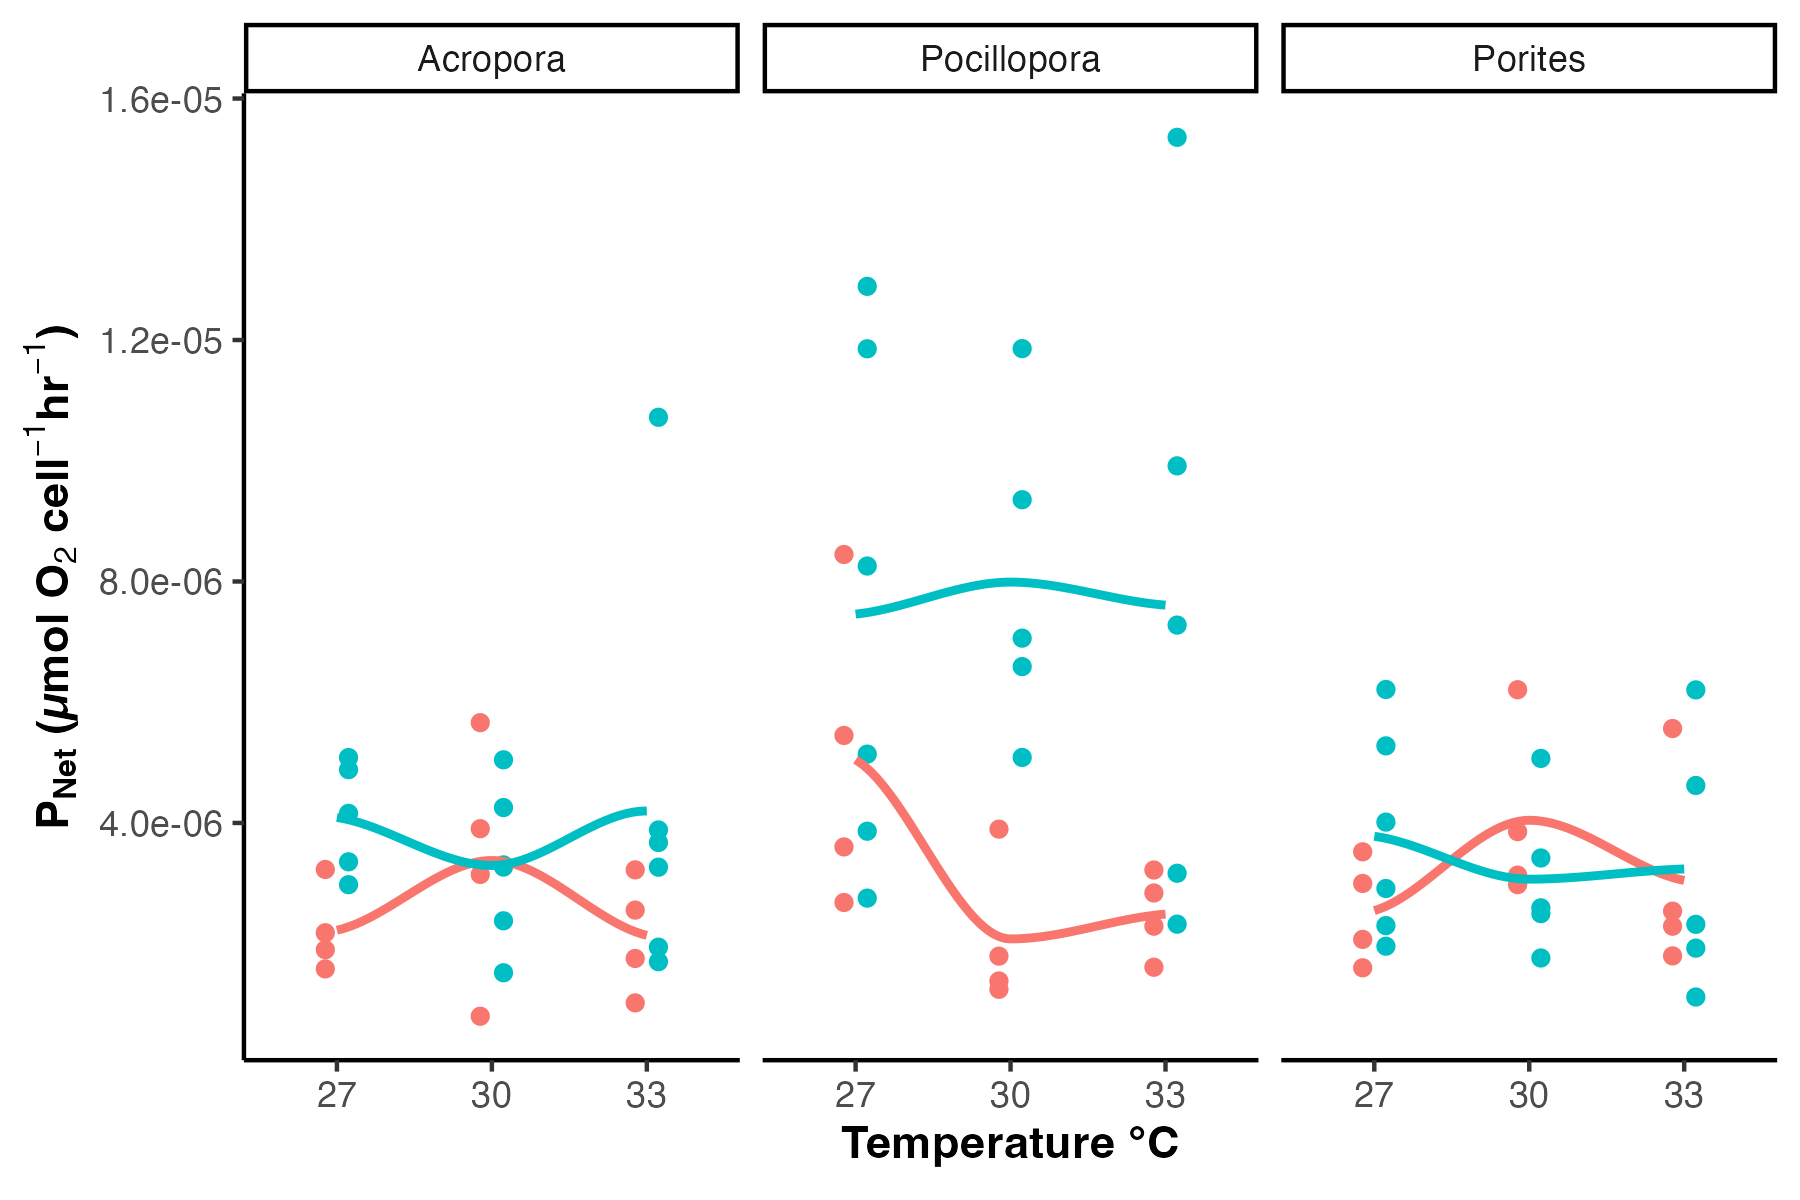 Acropora Pocillopora Porites
1.6e-05
1.2e-05
8.0e-06
4.0e-06
P_Net (μmol O₂ cell⁻¹hr⁻¹)
27 30 33 27 30 33 27 30 33
Temperature °C